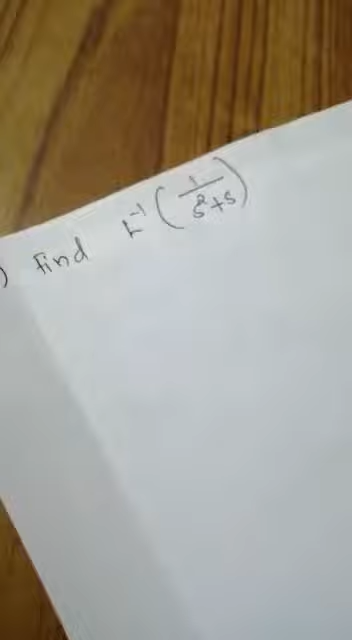 ) Find L⁻¹ (1/(s²+s))